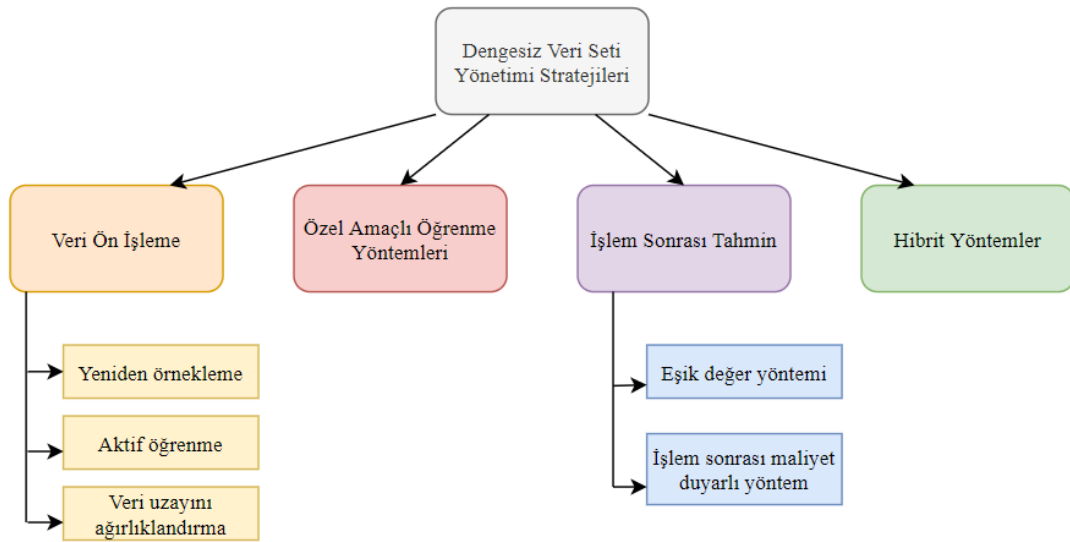 Dengesiz Veri Seti
Yönetimi Stratejileri
Veri Ön İşleme
Özel Amaçlı Öğrenme
Yöntemleri
İşlem Sonrası Tahmin
Hibrit Yöntemler
Yeniden örnekleme
Aktif öğrenme
Veri uzayını
ağırlıklandırma
Eşik değer yöntemi
İşlem sonrası maliyet
duyarlı yöntem